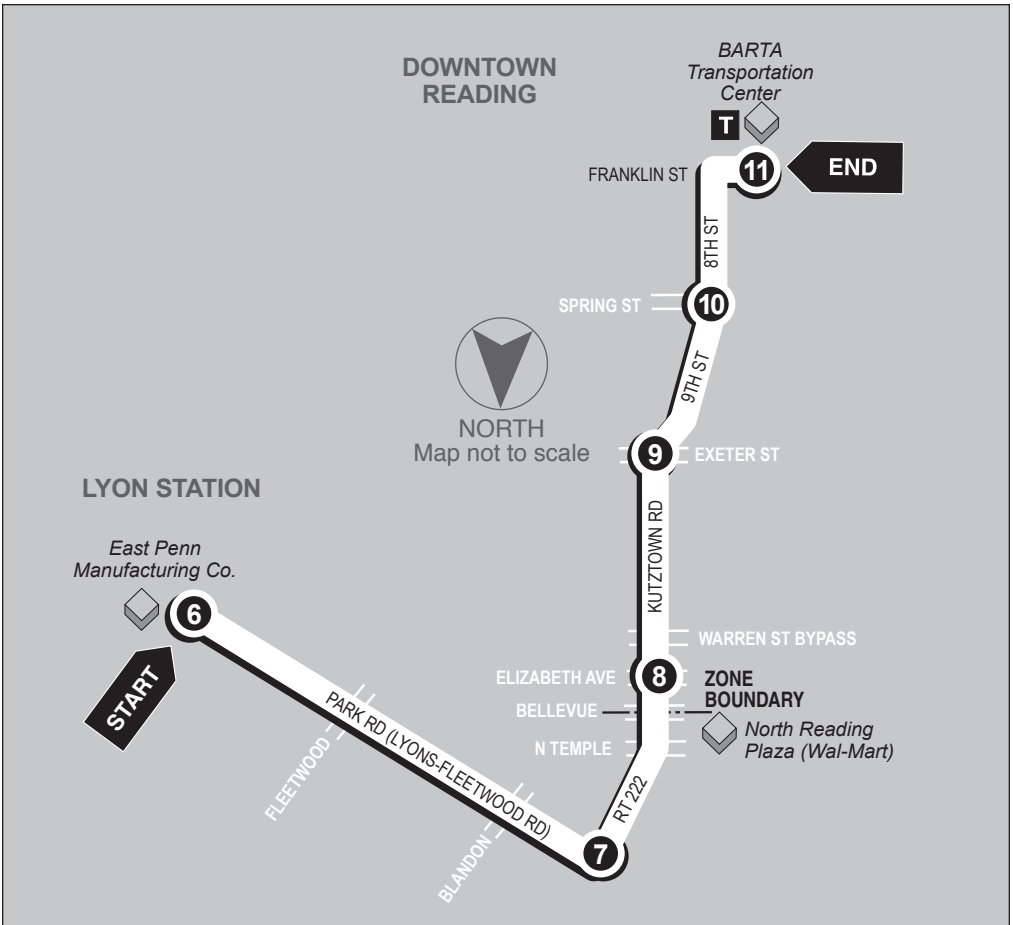 DOWNTOWN
READING
BARTA
Transportation
Center
T
FRANKLIN ST
11
END
8TH ST
SPRING ST
10
9TH ST
NORTH
Map not to scale
9
EXETER ST
LYON STATION
East Penn
Manufacturing Co.
6
START
KUTZTOWN RD
WARREN ST BYPASS
ELIZABETH AVE
8
ZONE
BOUNDARY
BELLEVUE
North Reading
Plaza (Wal-Mart)
N TEMPLE
PARK RD (LYONS-FLEETWOOD RD)
FLEETWOOD
BLANDON
RT 222
7